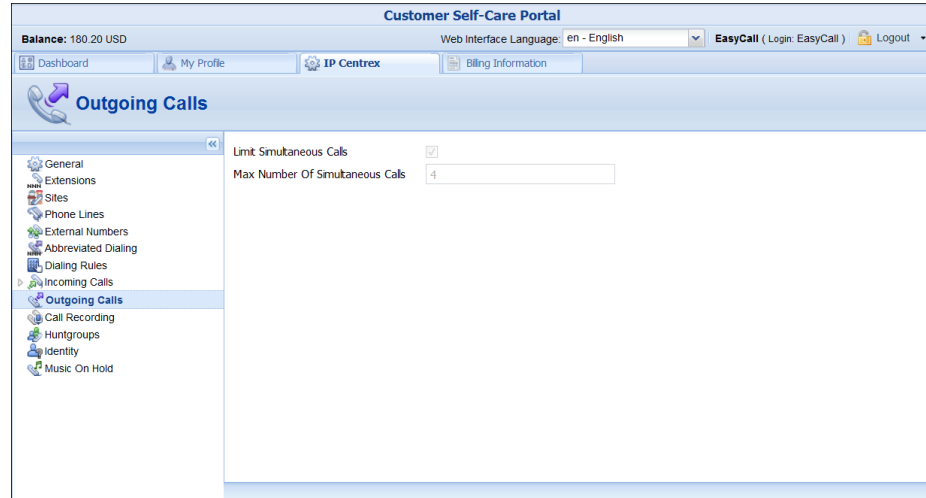 Customer Self-Care Portal
Balance: 180.20 USD Web Interface Language: en - English EasyCall ( Login: EasyCall ) Logout
Dashboard My Profile IP Centrex Billing Information
Outgoing Calls
General
Extensions
Sites
Phone Lines
External Numbers
Abbreviated Dialing
Dialing Rules
Incoming Calls
Outgoing Calls
Call Recording
Huntgroups
Identity
Music On Hold
Limit Simultaneous Calls
Max Number Of Simultaneous Calls 4